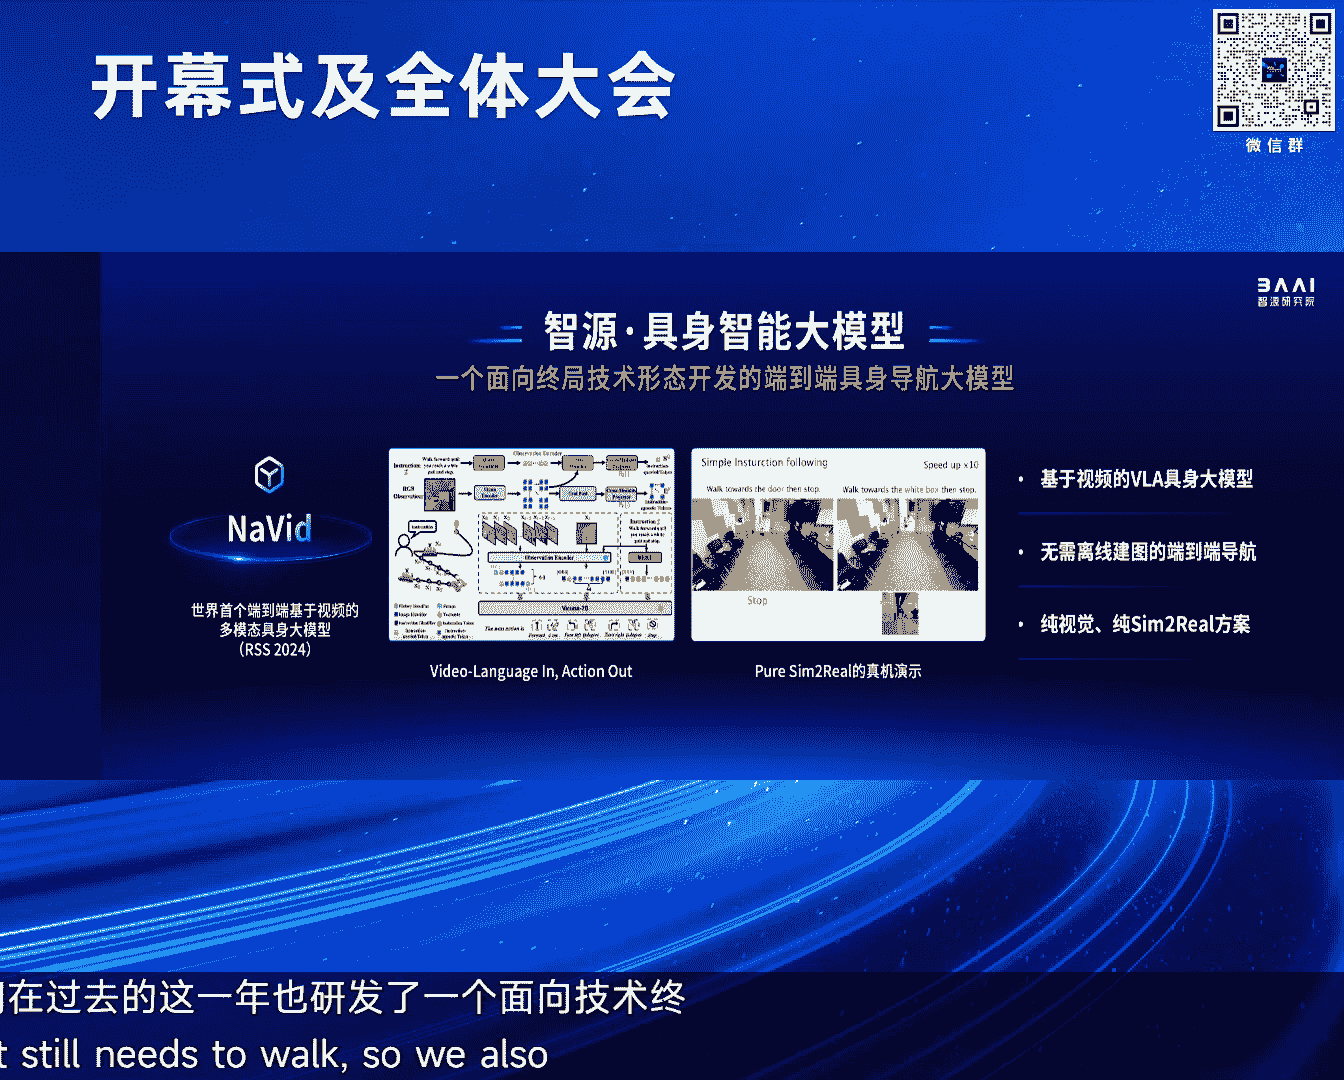 开幕式及全体大会
微信群
BAAI
智源研究院
智源·具身智能大模型
一个面向终局技术形态开发的端到端具身导航大模型
NaVid
世界首个端到端基于视频的
多模态具身大模型
（RSS 2024）
Observation Encoder
Video-Language In, Action Out
Simple Insturction following
Speed up x10
Walk towards the door then stop.
Walk towards the white box then stop.
Stop
Pure Sim2Real的真机演示
• 基于视频的VLA具身大模型
• 无需离线建图的端到端导航
• 纯视觉、纯Sim2Real方案
在过去的这一年也研发了一个面向技术终
still needs to walk, so we also